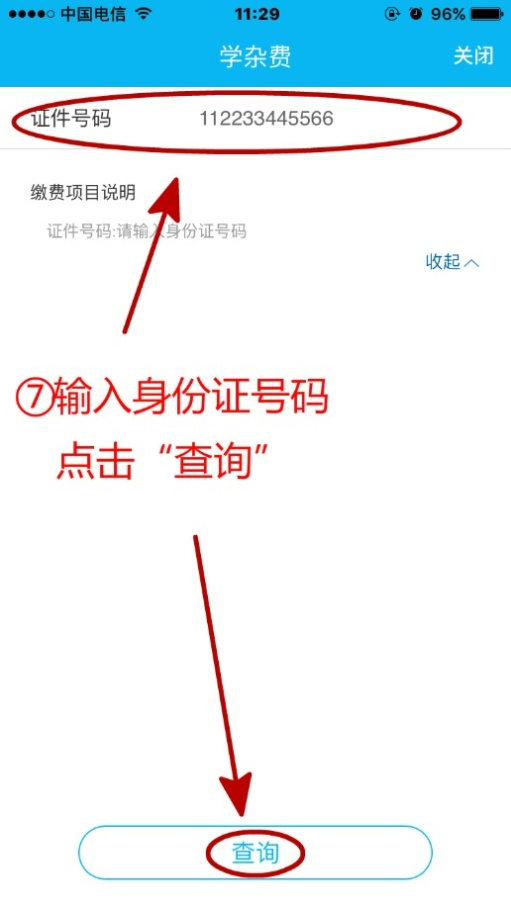 中国电信 11:29 96%
学杂费 关闭
证件号码 112233445566
缴费项目说明
证件号码:请输入身份证号码
收起
⑦输入身份证号码
点击“查询”
查询